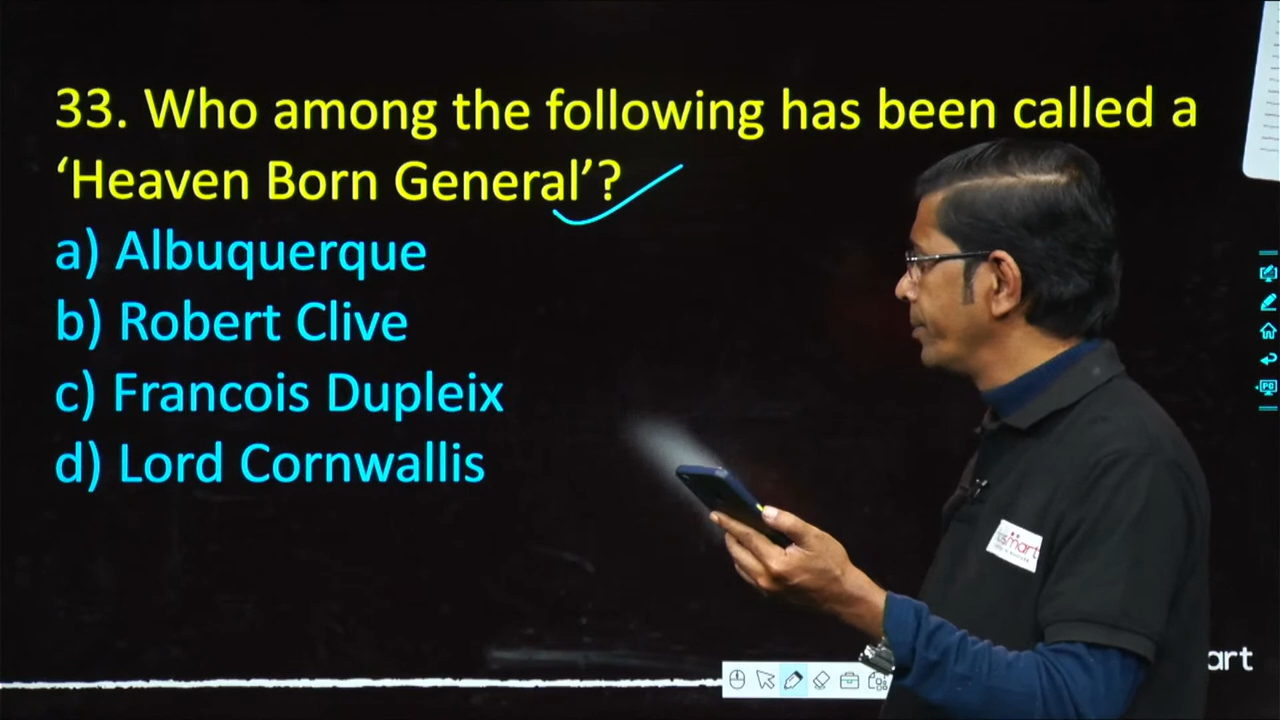 33. Who among the following has been called a
‘Heaven Born General’?
a) Albuquerque
b) Robert Clive
c) Francois Dupleix
d) Lord Cornwallis
art